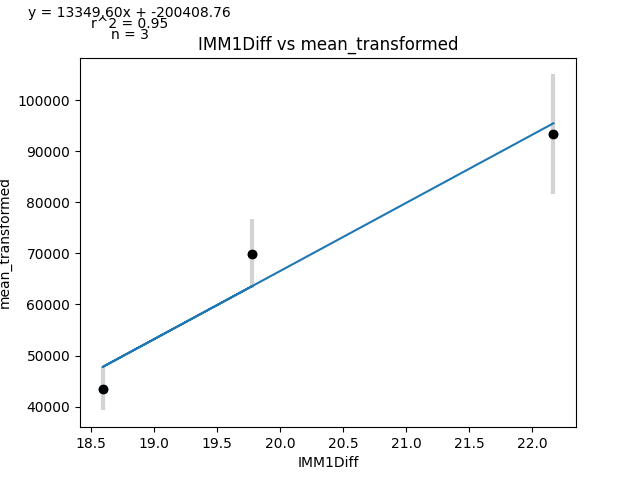 y = 13349.60x + -200408.76
r^2 = 0.95
n = 3
IMM1Diff vs mean_transformed
100000
90000
80000
70000
60000
50000
40000
mean_transformed
18.5 19.0 19.5 20.0 20.5 21.0 21.5 22.0
IMM1Diff